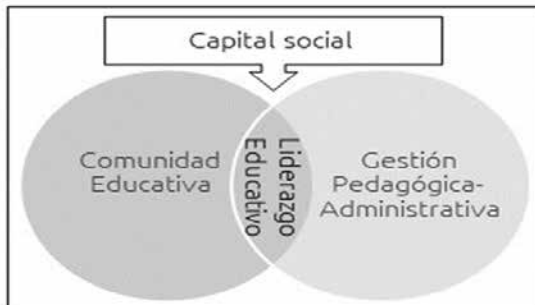 Capital social
Comunidad
Educativa
Liderazgo
Educativo
Gestión
Pedagógica-
Administrativa